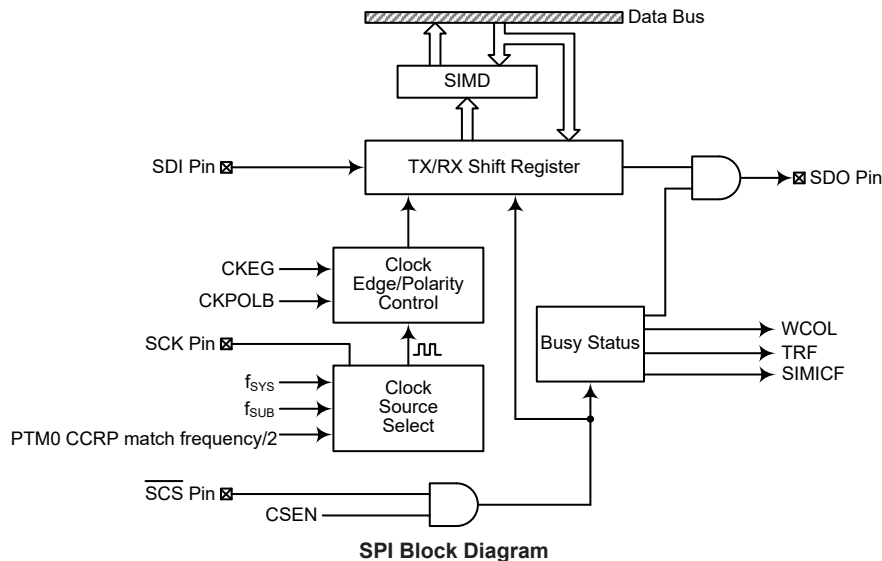 Data Bus
SIMD
SDI Pin
TX/RX Shift Register
SDO Pin
CKEG
CKPOLB
Clock
Edge/Polarity
Control
SCK Pin
Busy Status
WCOL
TRF
SIMICF
fSYS
fSUB
PTM0 CCRP match frequency/2
Clock
Source
Select
SCS Pin
CSEN
SPI Block Diagram